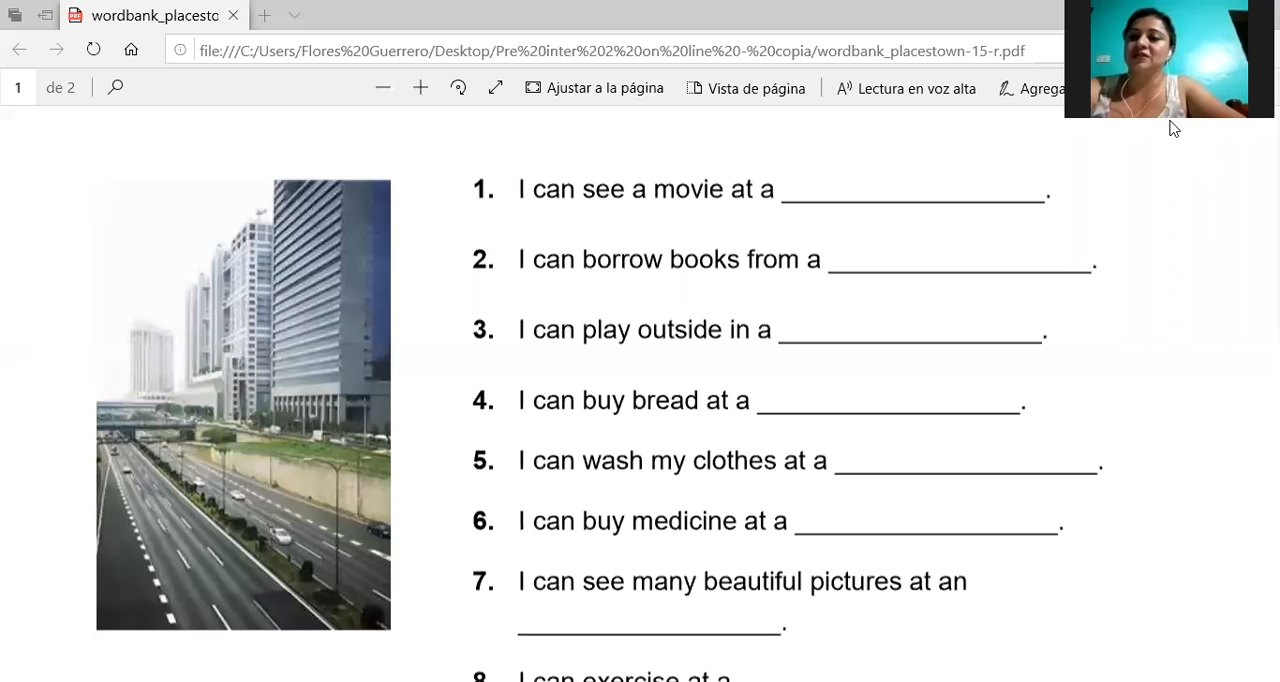 wordbank_placesto
file:///C:/Users/Flores%20Guerrero/Desktop/Pre%20inter%202%20on%20line%20-%20copia/wordbank_placestown-15-r.pdf
1 de 2 Ajustar a la página Vista de página Lectura en voz alta Agrega
1. I can see a movie at a ___________________.
2. I can borrow books from a ___________________.
3. I can play outside in a ___________________.
4. I can buy bread at a ___________________.
5. I can wash my clothes at a ___________________.
6. I can buy medicine at a ___________________.
7. I can see many beautiful pictures at an
___________________.
8. I can exercise at a